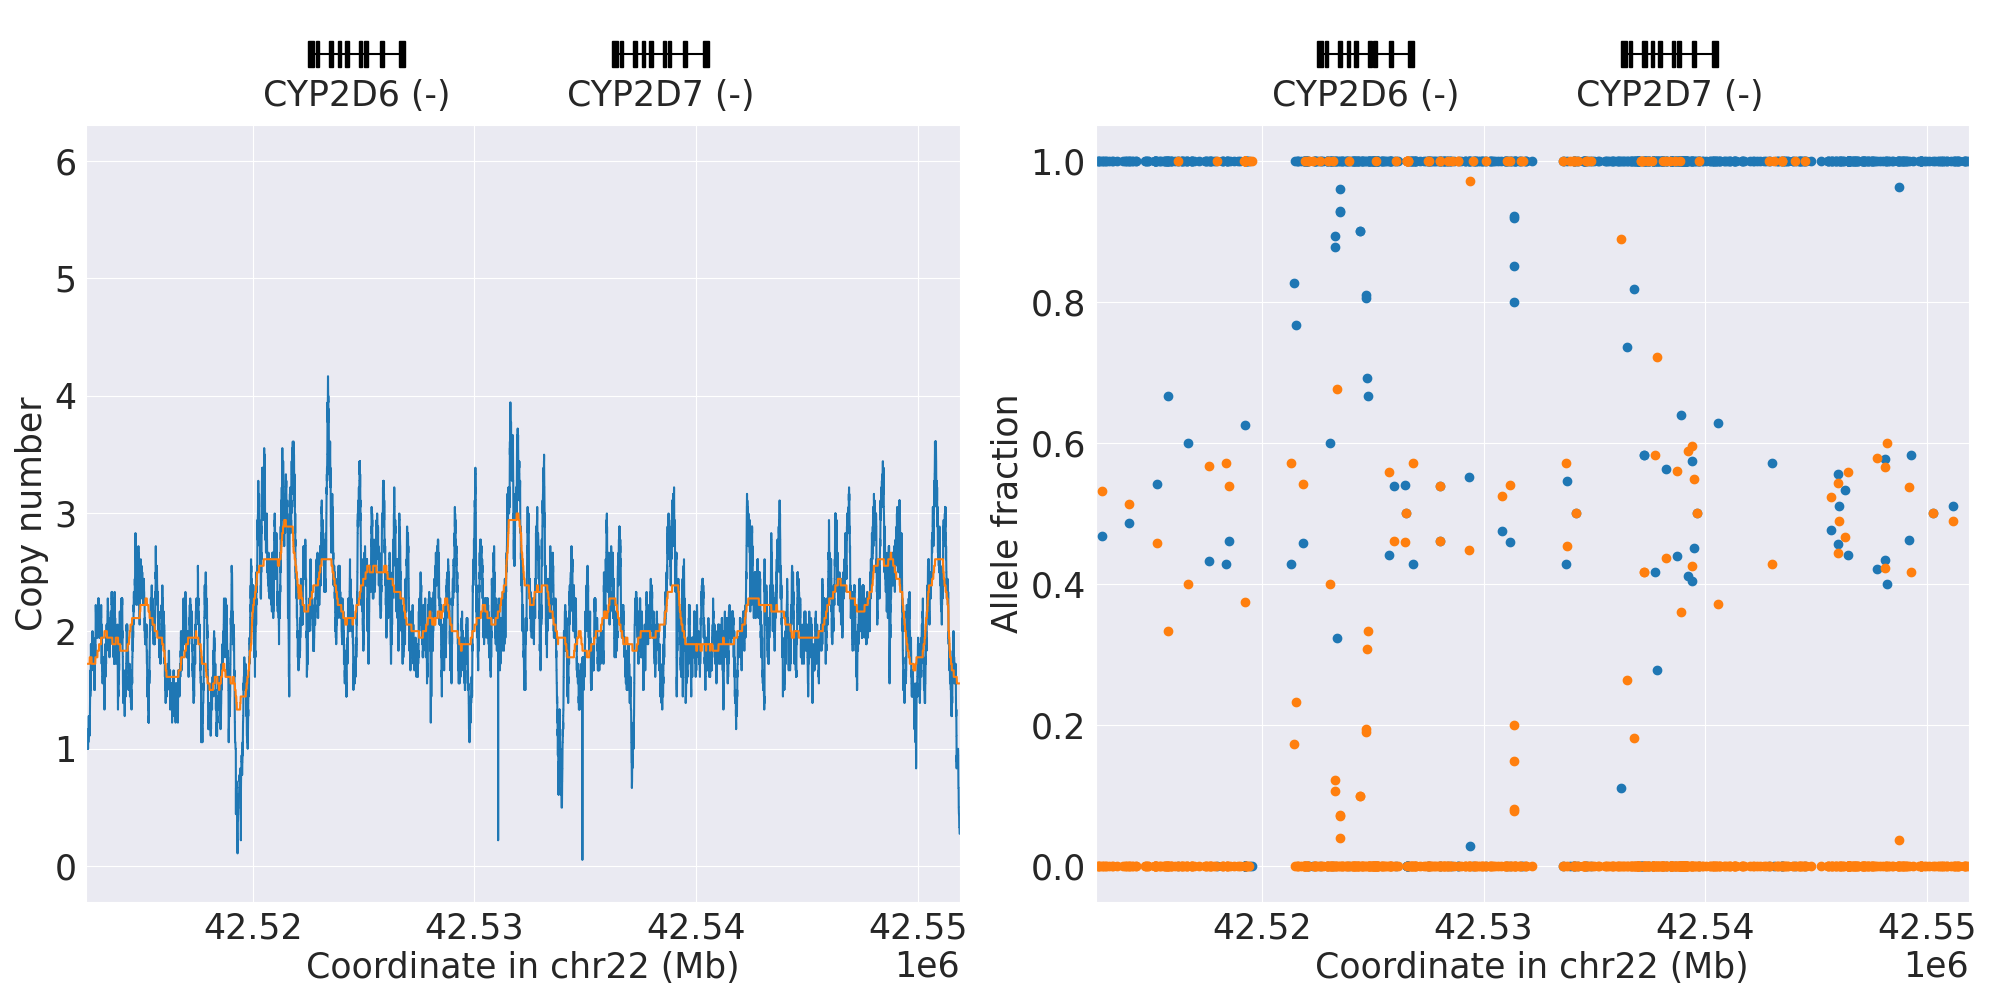 CYP2D6 (-) CYP2D7 (-)
Copy number
6
5
4
3
2
1
0
42.52 42.53 42.54 42.55
Coordinate in chr22 (Mb) 1e6
CYP2D6 (-) CYP2D7 (-)
Allele fraction
1.0
0.8
0.6
0.4
0.2
0.0
42.52 42.53 42.54 42.55
Coordinate in chr22 (Mb) 1e6